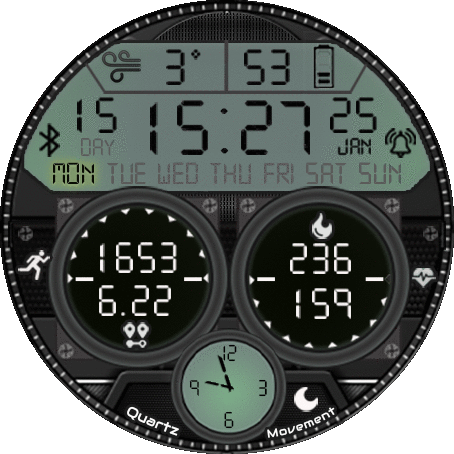 3° 53
15 15:27 25
DAY JAN
MON TUE WED THU FRI SAT SUN
1653
6.22
236
159
12
9 3
6
Quartz Movement